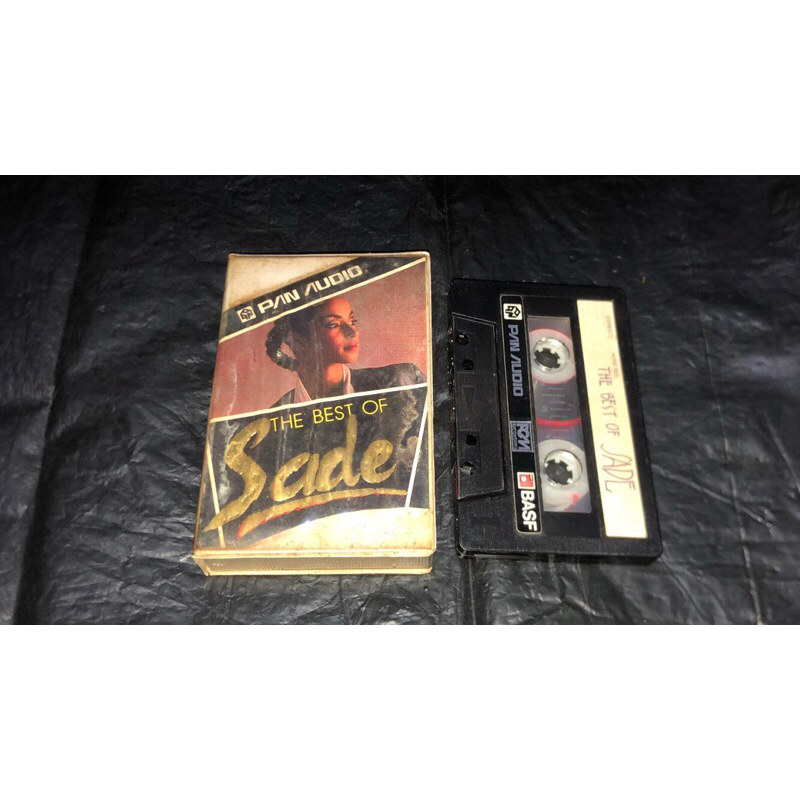 PAN AUDIO
THE BEST OF
Sade
PAN AUDIO
BASF
THE BEST OF SADE